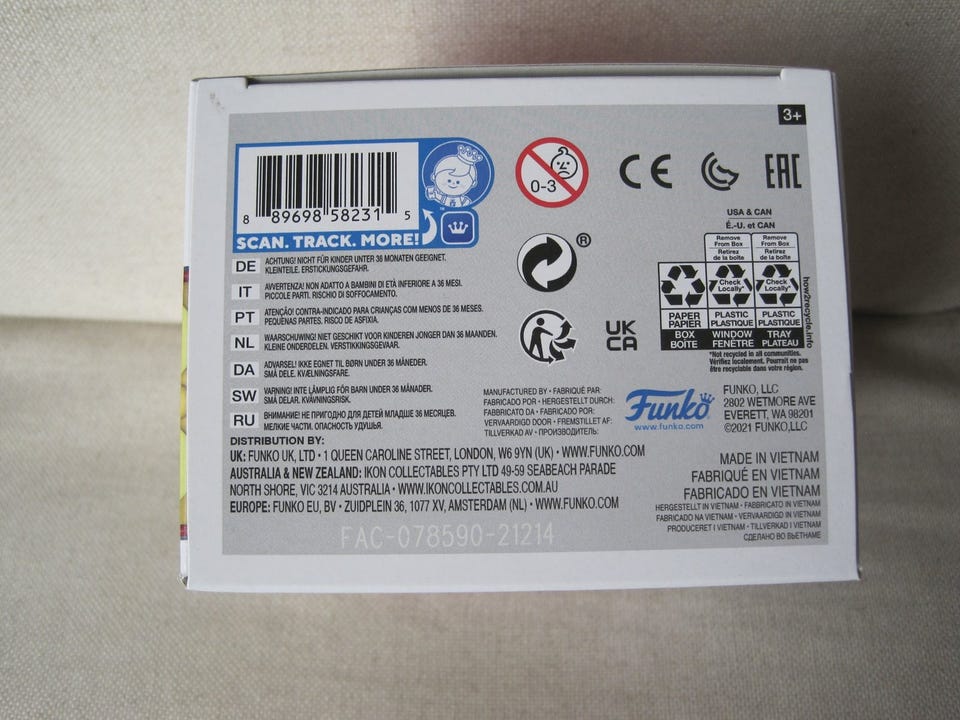 3+
8 89698 58231 5
SCAN. TRACK. MORE!
0-3
CE
EAC
®
UK
CA
USA & CAN
É.-U. et CAN
Remove From Box
Retirez de la boîte
Remove From Box
Retirez de la boîte
Check Locally*
Check Locally*
PAPER
PAPIER
BOX
BOÎTE
PLASTIC
PLASTIQUE
WINDOW
FENÊTRE
PLASTIC
PLASTIQUE
TRAY
PLATEAU
how2recycle.info
*Not recycled in all communities.
Vérifiez localement. Pourrait ne pas
être recyclable dans votre région.
DE ACHTUNG! NICHT FÜR KINDER UNTER 36 MONATEN GEEIGNET.
KLEINTEILE. ERSTICKUNGSGEFAHR.
IT AVVERTENZA! NON ADATTO A BAMBINI DI ETÀ INFERIORE A 36 MESI.
PICCOLE PARTI. RISCHIO DI SOFFOCAMENTO.
PT ATENÇÃO! CONTRA-INDICADO PARA CRIANÇAS COM MENOS DE 36 MESES.
PEQUENAS PARTES. RISCO DE ASFIXIA.
NL WAARSCHUWING! NIET GESCHIKT VOOR KINDEREN JONGER DAN 36 MAANDEN.
KLEINE ONDERDELEN. VERSTIKKINGSGEVAAR.
DA ADVARSEL! IKKE EGNET TIL BØRN UNDER 36 MÅNEDER.
SMÅ DELE. KVÆLNINGSFARE.
SW VARNING! INTE LÄMPLIG FÖR BARN UNDER 36 MÅNADER.
SMÅ DELAR. KVÄVNINGSRISK.
RU ВНИМАНИЕ! НЕ ПРИГОДНО ДЛЯ ДЕТЕЙ МЛАДШЕ 36 МЕСЯЦЕВ.
МЕЛКИЕ ЧАСТИ. ОПАСНОСТЬ УДУШЬЯ.
MANUFACTURED BY • FABRIQUÉ PAR:
FABRICADO POR • HERGESTELLT DURCH:
FABBRICATO DA • FABRICADO POR:
VERVAARDIGD DOOR • FREMSTILLET AF:
TILLVERKAD AV • ПРОИЗВОДИТЕЛЬ:
Funko
www.funko.com
FUNKO, LLC
2802 WETMORE AVE
EVERETT, WA 98201
©2021 FUNKO,LLC
DISTRIBUTION BY:
UK: FUNKO UK, LTD • 1 QUEEN CAROLINE STREET, LONDON, W6 9YN (UK) • WWW.FUNKO.COM
AUSTRALIA & NEW ZEALAND: IKON COLLECTABLES PTY LTD 49-59 SEABEACH PARADE
NORTH SHORE, VIC 3214 AUSTRALIA • WWW.IKONCOLLECTABLES.COM.AU
EUROPE: FUNKO EU, BV • ZUIDPLEIN 36, 1077 XV, AMSTERDAM (NL) • WWW.FUNKO.COM
MADE IN VIETNAM
FABRIQUÉ EN VIETNAM
FABRICADO EN VIETNAM
HERGESTELLT IN VIETNAM • FABBRICATO IN VIETNAM
FABRICADO NA VIETNAM • VERVAARDIGD IN VIETNAM
PRODUCERET I VIETNAM • TILLVERKAD I VIETNAM
СДЕЛАНО ВО ВЬЕТНАМЕ
FAC-078590-21214